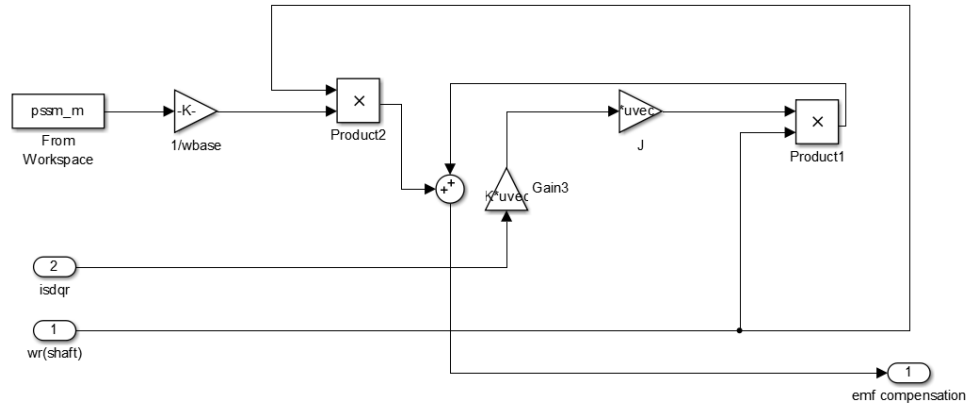 pssm_m
From
Workspace
-K-
1/wbase
×
Product2
*uvec
J
×
Product1
+
+
K*uvec
Gain3
2
isdqr
1
wr(shaft)
1
emf compensation